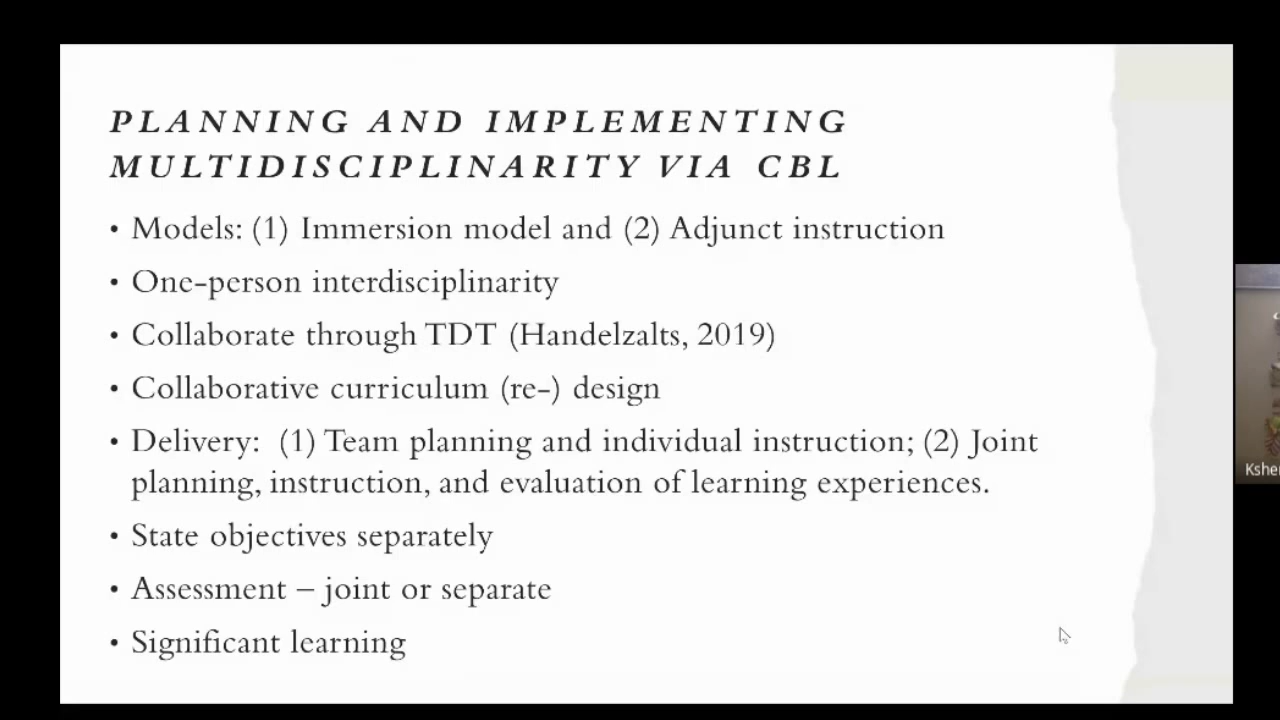 PLANNING AND IMPLEMENTING
MULTIDISCIPLINARITY VIA CBL
• Models: (1) Immersion model and (2) Adjunct instruction
• One-person interdisciplinarity
• Collaborate through TDT (Handelzalts, 2019)
• Collaborative curriculum (re-) design
• Delivery: (1) Team planning and individual instruction; (2) Joint
planning, instruction, and evaluation of learning experiences.
• State objectives separately
• Assessment – joint or separate
• Significant learning